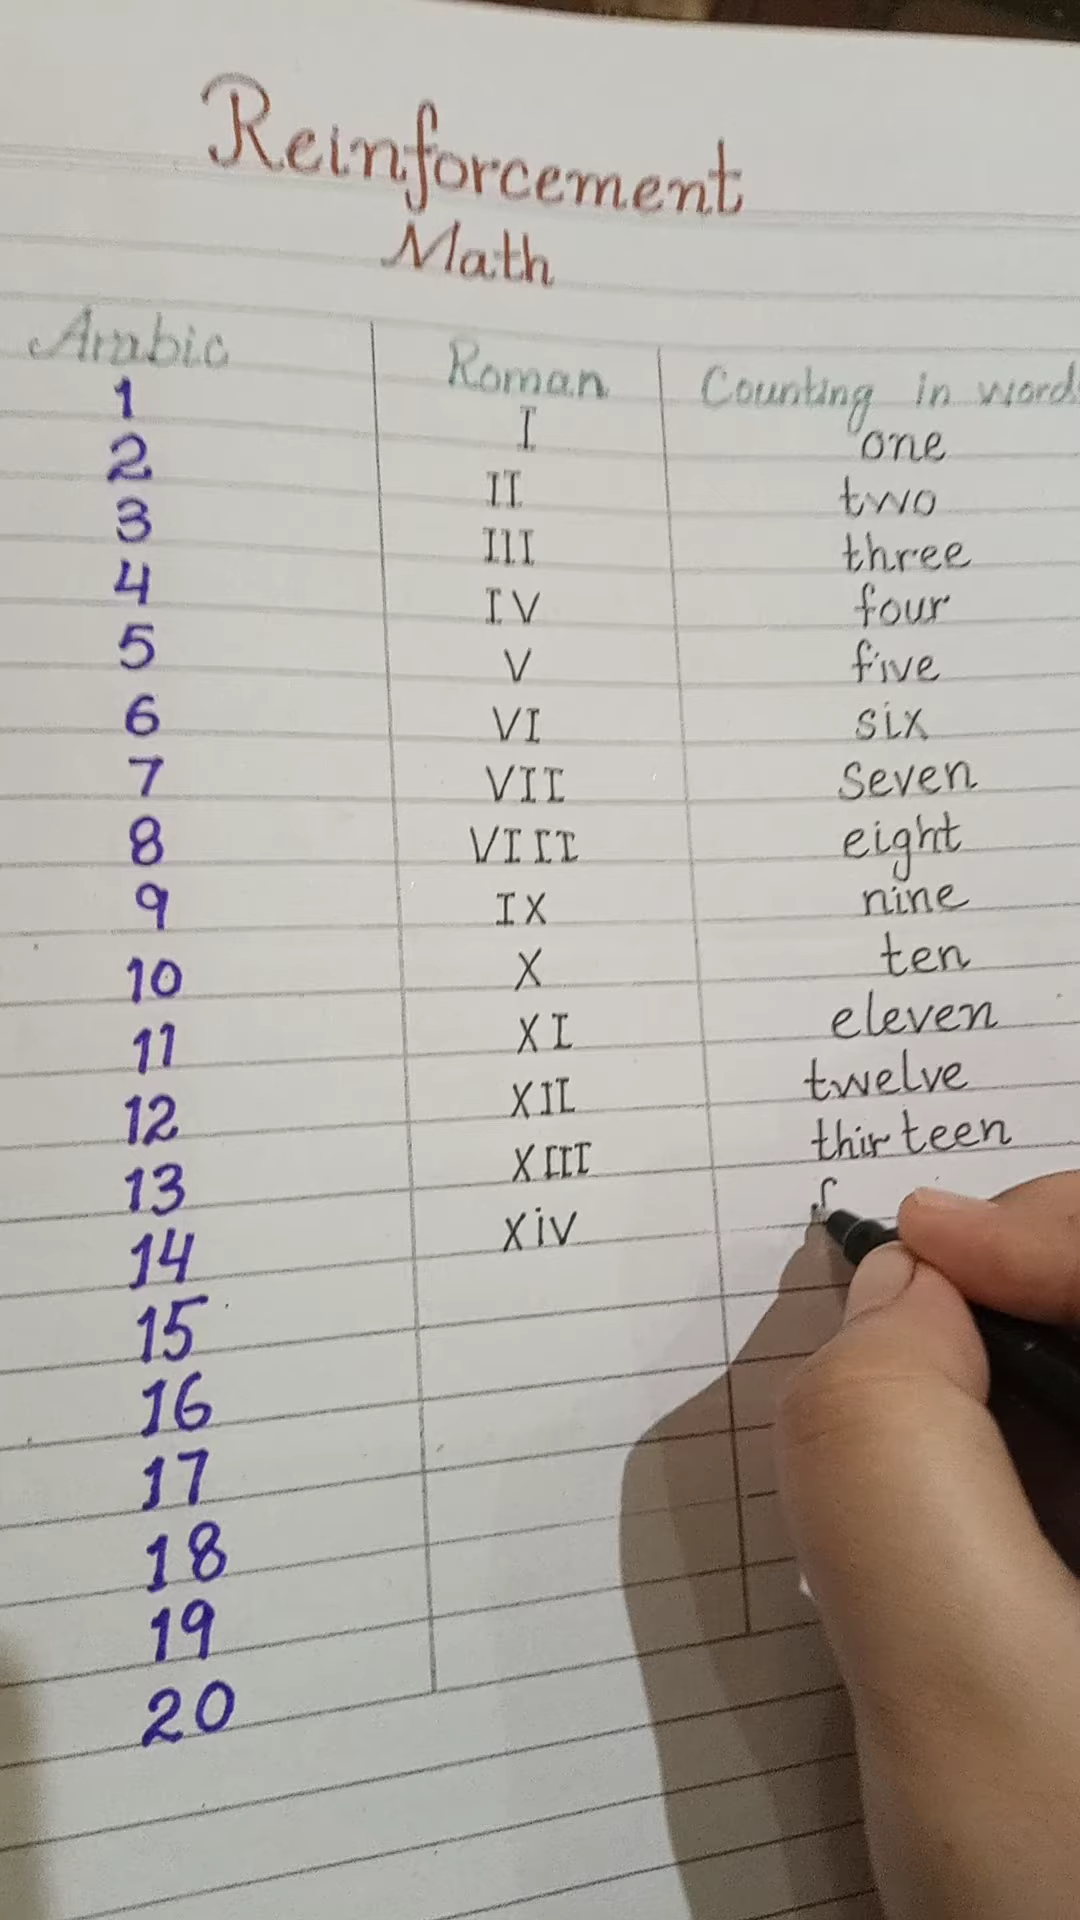 Reinforcement
Math
Arabic Roman Counting in word
1 I one
2 II two
3 III three
4 IV four
5 V five
6 VI six
7 VII seven
8 VIII eight
9 IX nine
10 X ten
11 XI eleven
12 XII twelve
13 XIII thirteen
14 Xiv f
15
16
17
18
19
20